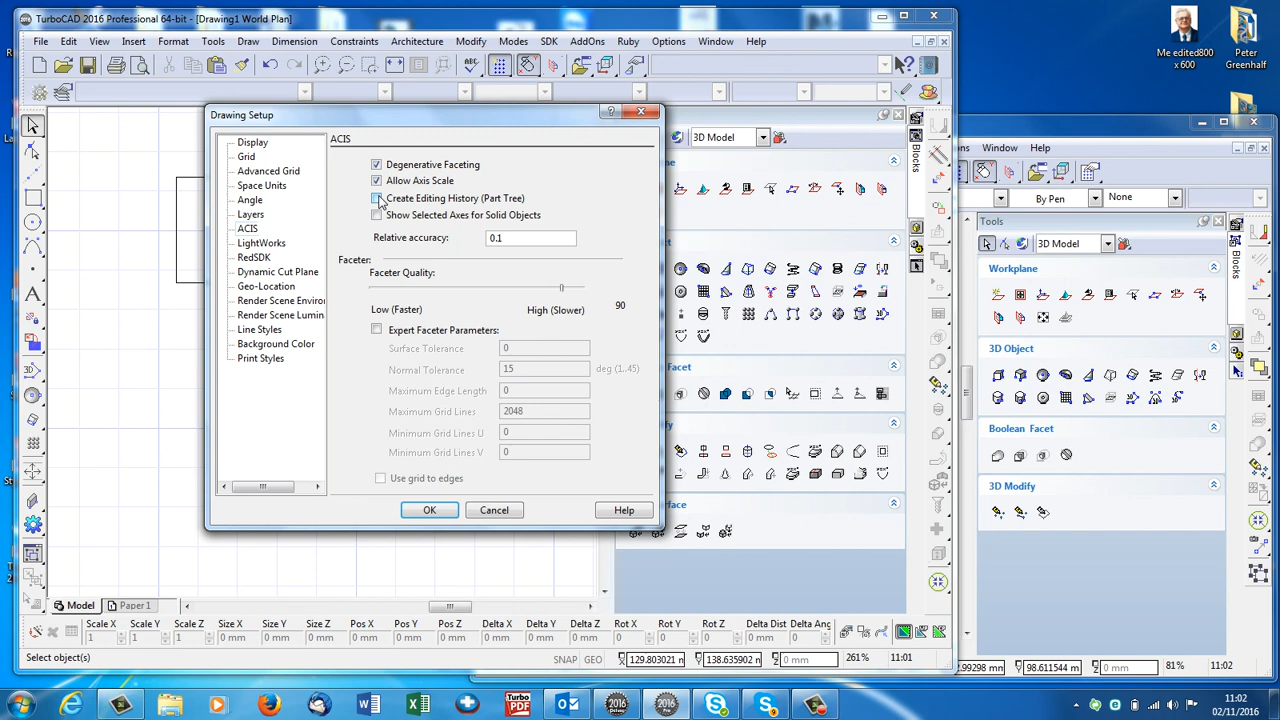 TurboCAD 2016 Professional 64-bit - [Drawing1 World Plan]
File Edit View Insert Format Tools Draw Dimension Constraints Architecture Modify Modes SDK AddOns Ruby Options Window Help
Me edited800 x 600
Peter Greenhalf
Drawing Setup
Display
Grid
Advanced Grid
Space Units
Angle
Layers
ACIS
LightWorks
RedSDK
Dynamic Cut Plane
Geo-Location
Render Scene Enviro
Render Scene Lumin
Line Styles
Background Color
Print Styles
ACIS
Degenerative Faceting
Allow Axis Scale
Create Editing History (Part Tree)
Show Selected Axes for Solid Objects
Relative accuracy: 0.1
Faceter:
Faceter Quality:
Low (Faster) High (Slower) 90
Expert Faceter Parameters:
Surface Tolerance 0
Normal Tolerance 15 deg (1..45)
Maximum Edge Length 0
Maximum Grid Lines 2048
Minimum Grid Lines U 0
Minimum Grid Lines V 0
Use grid to edges
OK Cancel Help
3D Model
Blocks
Facet
Window Help
By Pen None
Tools
3D Model
Blocks
Workplane
3D Object
Boolean Facet
3D Modify
Model Paper 1
Scale X Scale Y Scale Z Size X Size Y Size Z Pos X Pos Y Pos Z Delta X Delta Y Delta Z Rot X Rot Y Rot Z Delta Dist Delta Ang
1 1 1 0 mm 0 mm 0 mm 0 mm 0 mm 0 mm 0 mm 0 mm 0 mm 0 0 0 0 mm 0
Select object(s) SNAP GEO 129.803021 n 138.635902 n 0 mm 261% 11:01
2.99298 mn 98.611544 m 0 mm 81% 11:02
Turbo PDF
11:02
02/11/2016